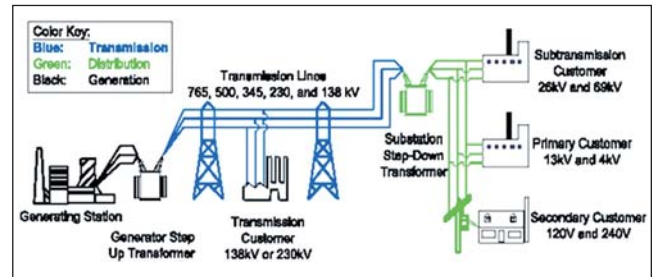 Color Key:
Blue: Transmission
Green: Distribution
Black: Generation
Transmission Lines
765, 500, 345, 230, and 138 kV
Subtransmission
Customer
26kV and 69kV
Substation
Step-Down
Transformer
Primary Customer
13kV and 4kV
Generating Station
Generator Step
Up Transformer
Transmission
Customer
138kV or 230kV
Secondary Customer
120V and 240V